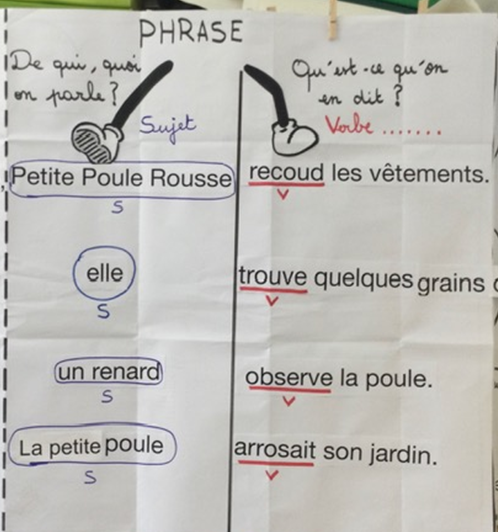 PHRASE
De qui, quoi
on parle?
Qu'est-ce qu'on
en dit?
Sujet
Verbe .......
Petite Poule Rousse recoud les vêtements.
S V
elle trouve quelques grains
S V
un renard observe la poule.
S V
La petite poule arrosait son jardin.
S V